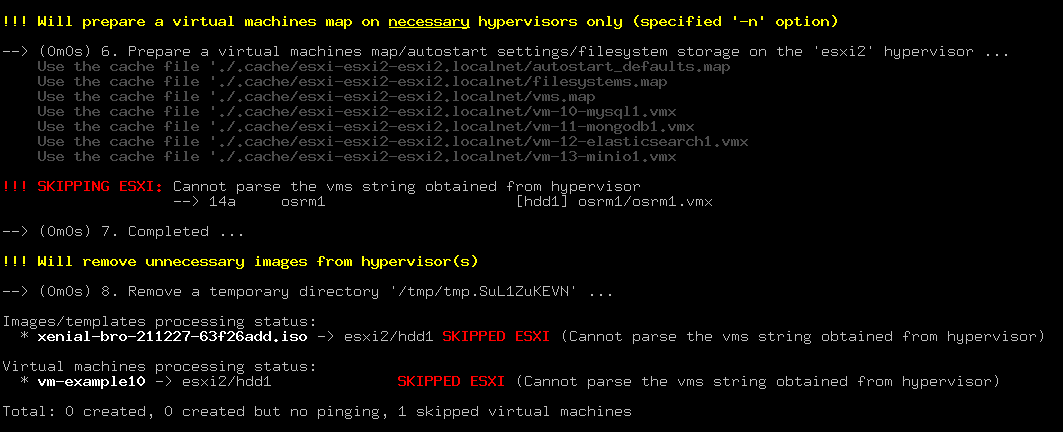 !!! Will prepare a virtual machines map on necessary hypervisors only (specified '-n' option)
--> (0m0s) 6. Prepare a virtual machines map/autostart settings/filesystem storage on the 'esxi2' hypervisor ...
Use the cache file './.cache/esxi-esxi2-esxi2.localnet/autostart_defaults.map
Use the cache file './.cache/esxi-esxi2-esxi2.localnet/filesystems.map
Use the cache file './.cache/esxi-esxi2-esxi2.localnet/vms.map
Use the cache file './.cache/esxi-esxi2-esxi2.localnet/vm-10-mysql1.vmx
Use the cache file './.cache/esxi-esxi2-esxi2.localnet/vm-11-mongodb1.vmx
Use the cache file './.cache/esxi-esxi2-esxi2.localnet/vm-12-elasticsearch1.vmx
Use the cache file './.cache/esxi-esxi2-esxi2.localnet/vm-13-minio1.vmx
!!! SKIPPING ESXI: Cannot parse the vms string obtained from hypervisor
--> 14a osrm1 [hdd1] osrm1/osrm1.vmx
--> (0m0s) 7. Completed ...
!!! Will remove unnecessary images from hypervisor(s)
--> (0m0s) 8. Remove a temporary directory '/tmp/tmp.SuL1ZuKEVN' ...
Images/templates processing status:
* xenial-bro-211227-63f26add.iso -> esxi2/hdd1 SKIPPED ESXI (Cannot parse the vms string obtained from hypervisor)
Virtual machines processing status:
* vm-example10 -> esxi2/hdd1 SKIPPED ESXI (Cannot parse the vms string obtained from hypervisor)
Total: 0 created, 0 created but no pinging, 1 skipped virtual machines